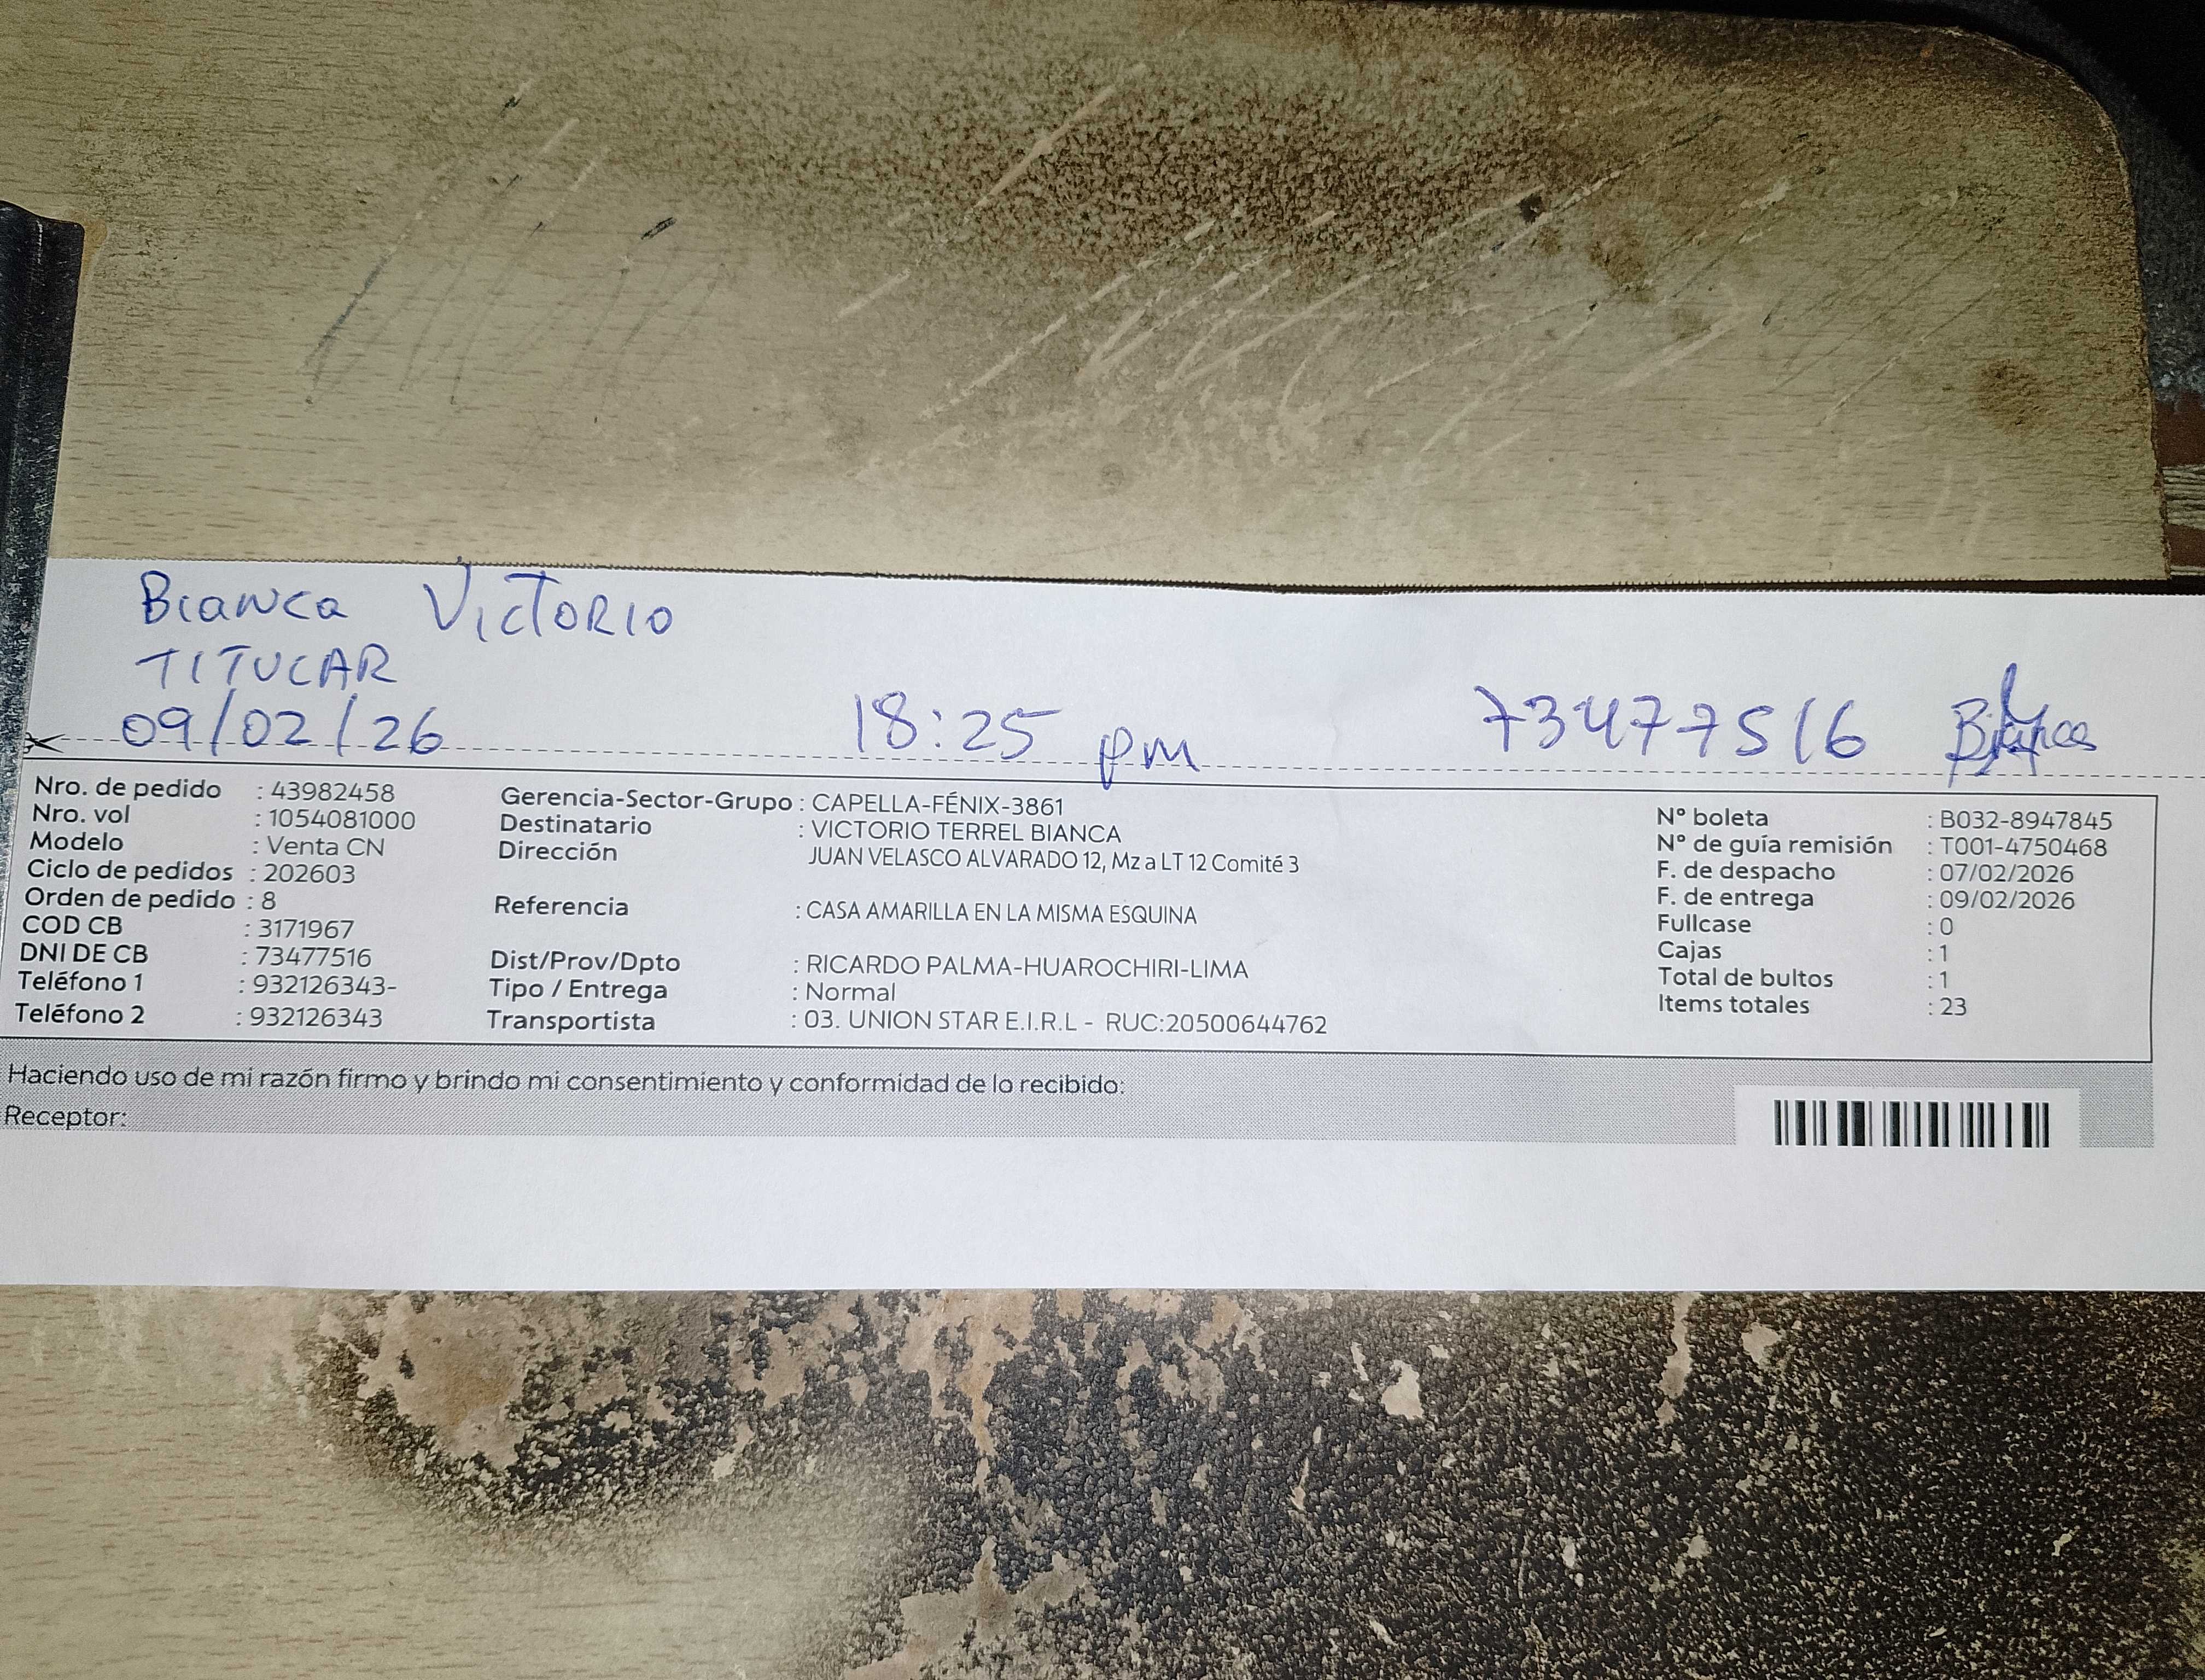 Bianca Victorio
TITULAR
09/02/26 18:25 pm 73477516 Bianca
Nro. de pedido : 43982458
Nro. vol : 1054081000
Modelo : Venta CN
Ciclo de pedidos : 202603
Orden de pedido : 8
COD CB : 3171967
DNI DE CB : 73477516
Teléfono 1 : 932126343-
Teléfono 2 : 932126343
Gerencia-Sector-Grupo : CAPELLA-FÉNIX-3861
Destinatario : VICTORIO TERREL BIANCA
Dirección JUAN VELASCO ALVARADO 12, Mz a LT 12 Comité 3
Referencia : CASA AMARILLA EN LA MISMA ESQUINA
Dist/Prov/Dpto : RICARDO PALMA-HUAROCHIRI-LIMA
Tipo / Entrega : Normal
Transportista : 03. UNION STAR E.I.R.L - RUC:20500644762
N° boleta : B032-8947845
N° de guía remisión : T001-4750468
F. de despacho : 07/02/2026
F. de entrega : 09/02/2026
Fullcase : 0
Cajas : 1
Total de bultos : 1
Items totales : 23
Haciendo uso de mi razón firmo y brindo mi consentimiento y conformidad de lo recibido:
Receptor: